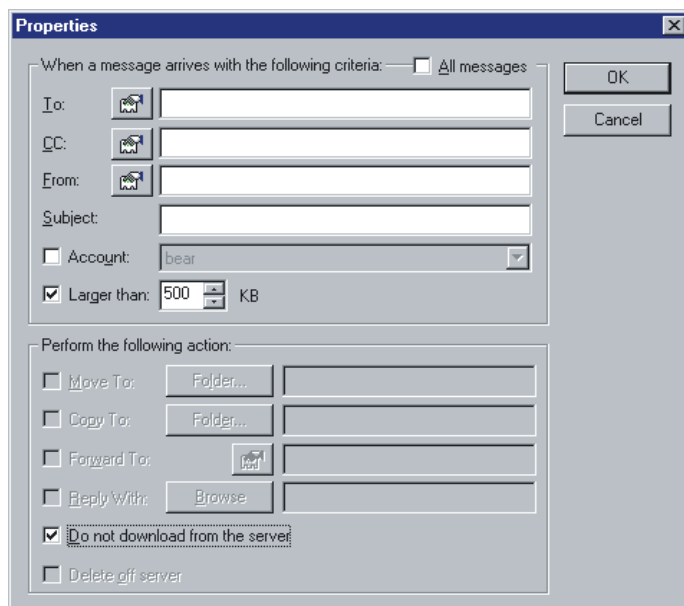 Properties
When a message arrives with the following criteria: All messages
To:
CC:
From:
Subject:
Account: bear
Larger than: 500 KB
OK
Cancel
Perform the following action:
Move To: Folder...
Copy To: Folder...
Forward To:
Reply With: Browse
Do not download from the server
Delete off server